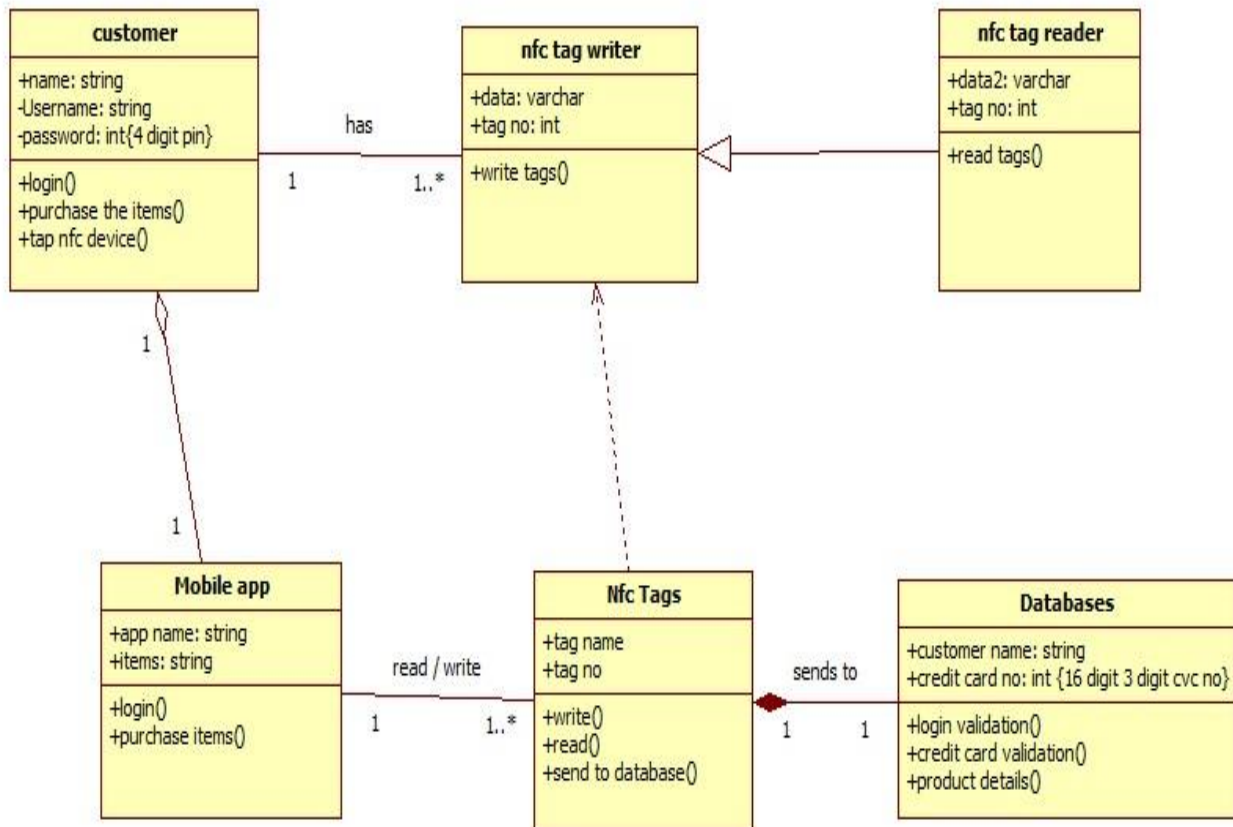 customer
+name: string
-Username: string
-password: int{4 digit pin}
+login()
+purchase the items()
+tap nfc device()
has
1
1..*
nfc tag writer
+data: varchar
+tag no: int
+write tags()
nfc tag reader
+data2: varchar
+tag no: int
+read tags()
1
1
Mobile app
+app name: string
+items: string
+login()
+purchase items()
read / write
1
1..*
Nfc Tags
+tag name
+tag no
+write()
+read()
+send to database()
sends to
1
1
Databases
+customer name: string
+credit card no: int {16 digit 3 digit cvc no}
+login validation()
+credit card validation()
+product details()